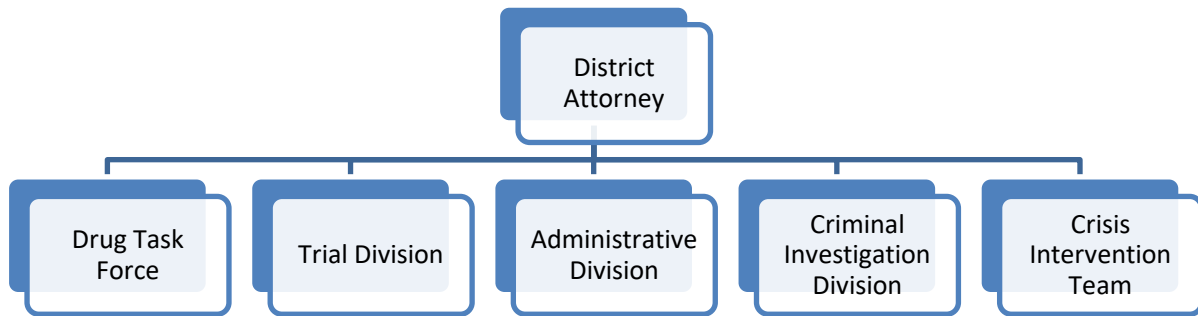 District
Attorney
Drug Task
Force
Trial Division
Administrative
Division
Criminal
Investigation
Division
Crisis
Intervention
Team